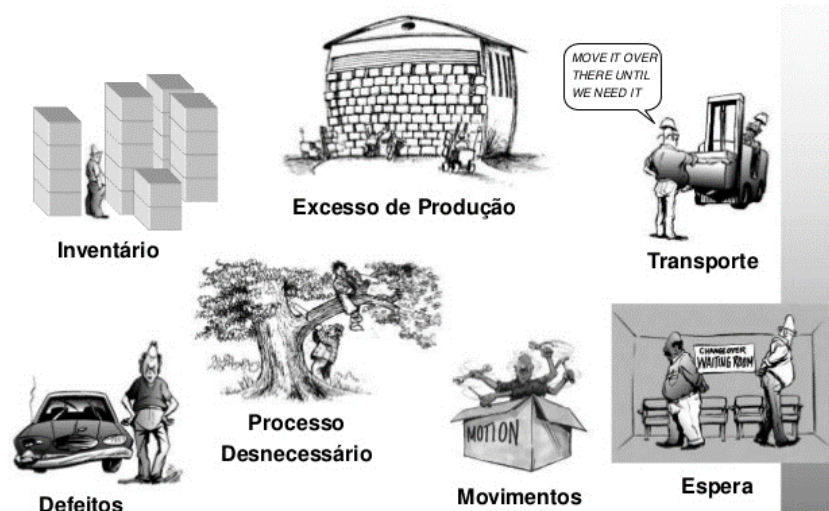 MOVE IT OVER
THERE UNTIL
WE NEED IT
Excesso de Produção
Inventário
Transporte
CHANGEOVER
WAITING ROOM
Processo
Desnecessário
MOTION
Defeitos
Movimentos
Espera